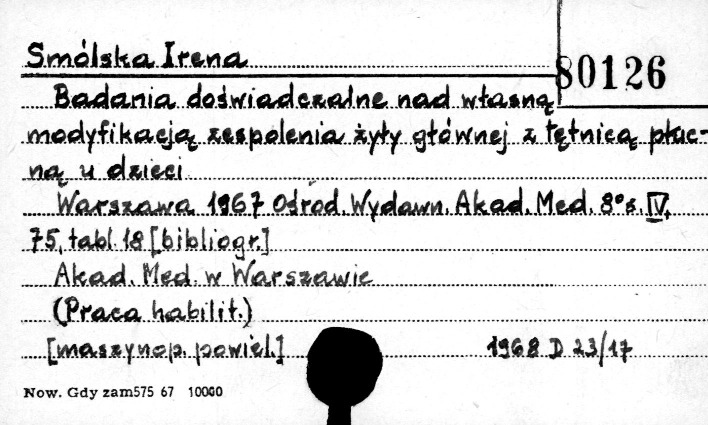 Smólska Irena
80126
Badania doświadczalne nad własną
modyfikacją zespolenia żyły głównej z tętnicą płuc-
ną u dzieci
Warszawa 1967 Ośrod. Wydawn. Akad. Med. 8° s. IV,
75, tabl. 18 [bibliogr.]
Akad. Med. w Warszawie
(Praca habilit.)
[maszynop. powiel.] 1968 D 23/17
Now. Gdy zam575 67 10000